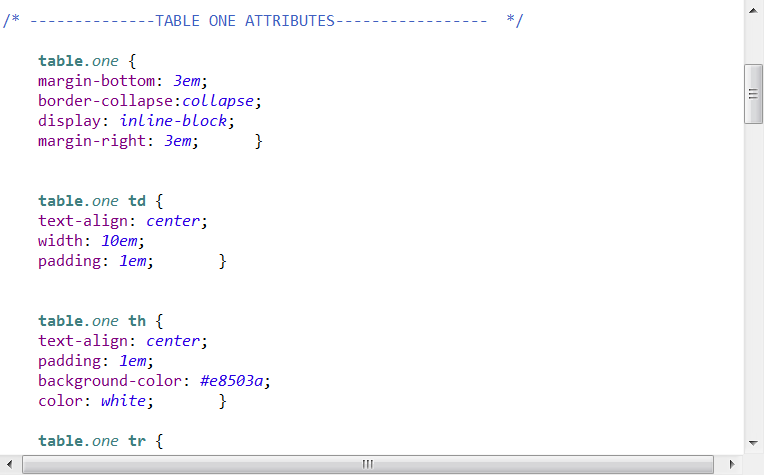 /* --------------TABLE ONE ATTRIBUTES----------------- */
table.one {
margin-bottom: 3em;
border-collapse:collapse;
display: inline-block;
margin-right: 3em; }
table.one td {
text-align: center;
width: 10em;
padding: 1em; }
table.one th {
text-align: center;
padding: 1em;
background-color: #e8503a;
color: white; }
table.one tr {